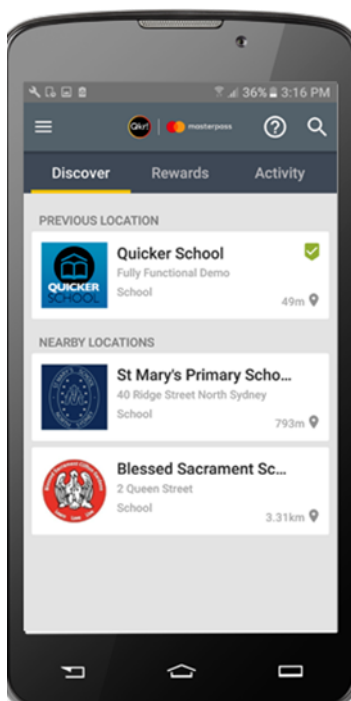 36% 3:16 PM
Qkr! masterpass
Discover Rewards Activity
PREVIOUS LOCATION
Quicker School
Fully Functional Demo
School
49m
QUICKER
SCHOOL
NEARBY LOCATIONS
St Mary's Primary Scho...
40 Ridge Street North Sydney
School
793m
Blessed Sacrament Sc...
2 Queen Street
School
3.31km